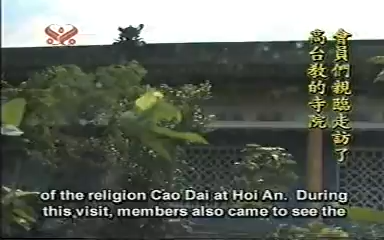 會員們親臨走訪了
高台教的寺院
of the religion Cao Dai at Hoi An.  During
this visit, members also came to see the